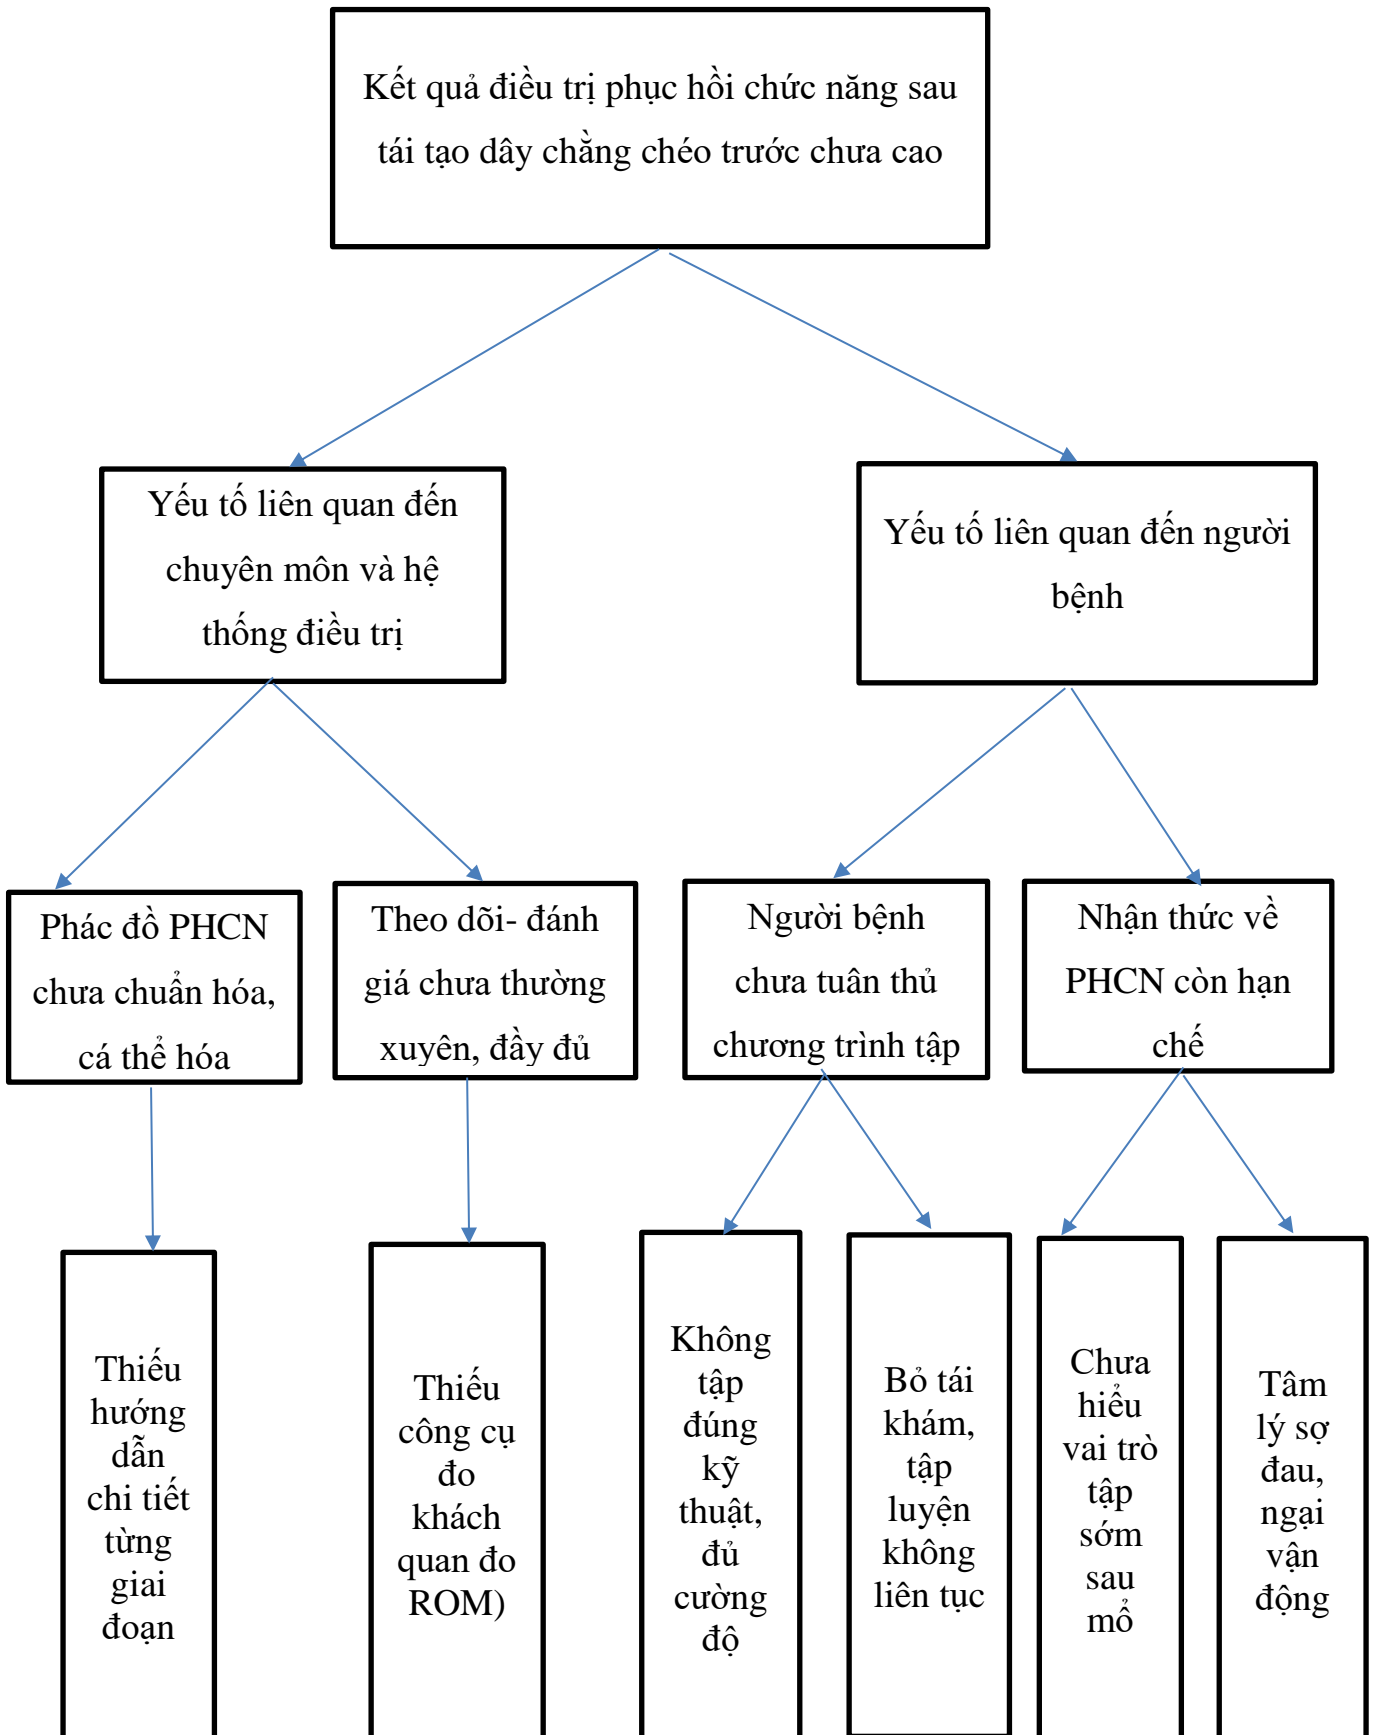 Kết quả điều trị phục hồi chức năng sau
tái tạo dây chằng chéo trước chưa cao
Yếu tố liên quan đến
chuyên môn và hệ
thống điều trị
Yếu tố liên quan đến người
bệnh
Phác đồ PHCN
chưa chuẩn hóa,
cá thể hóa
Theo dõi- đánh
giá chưa thường
xuyên, đầy đủ
Người bệnh
chưa tuân thủ
chương trình tập
Nhận thức về
PHCN còn hạn
chế
Thiếu
hướng
dẫn
chi tiết
từng
giai
đoạn
Thiếu
công cụ
đo
khách
quan đo
ROM)
Không
tập
đúng
kỹ
thuật,
đủ
cường
độ
Bỏ tái
khám,
tập
luyện
không
liên tục
Chưa
hiểu
vai trò
tập
sớm
sau
mổ
Tâm
lý sợ
đau,
ngại
vận
động